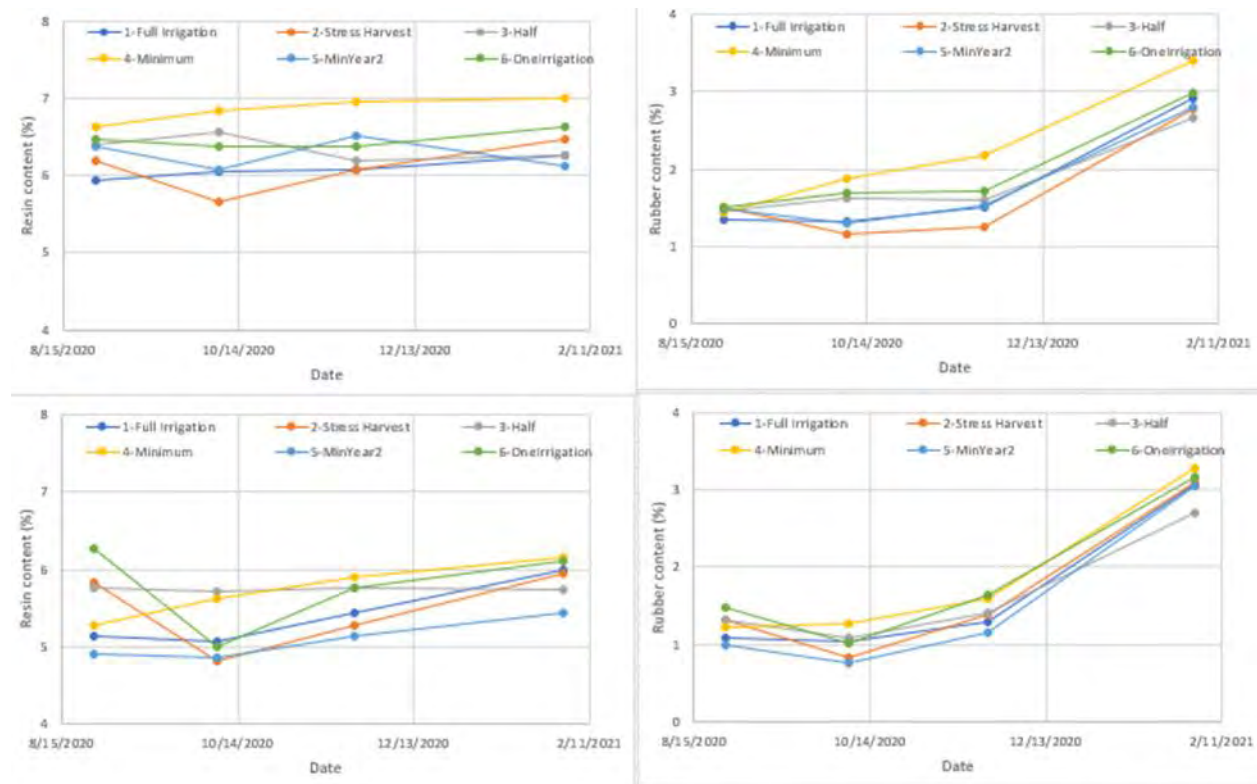 8
1-Full Irrigation 2-Stress Harvest 3-Half
4-Minimum 5-MinYear2 6-OneIrrigation
7
Resin content (%)
6
5
4
8/15/2020 10/14/2020 12/13/2020 2/11/2021
Date
4
1-Full Irrigation 2-Stress Harvest 3-Half
4-Minimum 5-MinYear2 6-OneIrrigation
3
Rubber content (%)
2
1
0
8/15/2020 10/14/2020 12/13/2020 2/11/2021
Date
8
1-Full Irrigation 2-Stress Harvest 3-Half
4-Minimum 5-MinYear2 6-OneIrrigation
7
Resin content (%)
6
5
4
8/15/2020 10/14/2020 12/13/2020 2/11/2021
Date
4
1-Full Irrigation 2-Stress Harvest 3-Half
4-Minimum 5-MinYear2 6-OneIrrigation
3
Rubber content (%)
2
1
0
8/15/2020 10/14/2020 12/13/2020 2/11/2021
Date